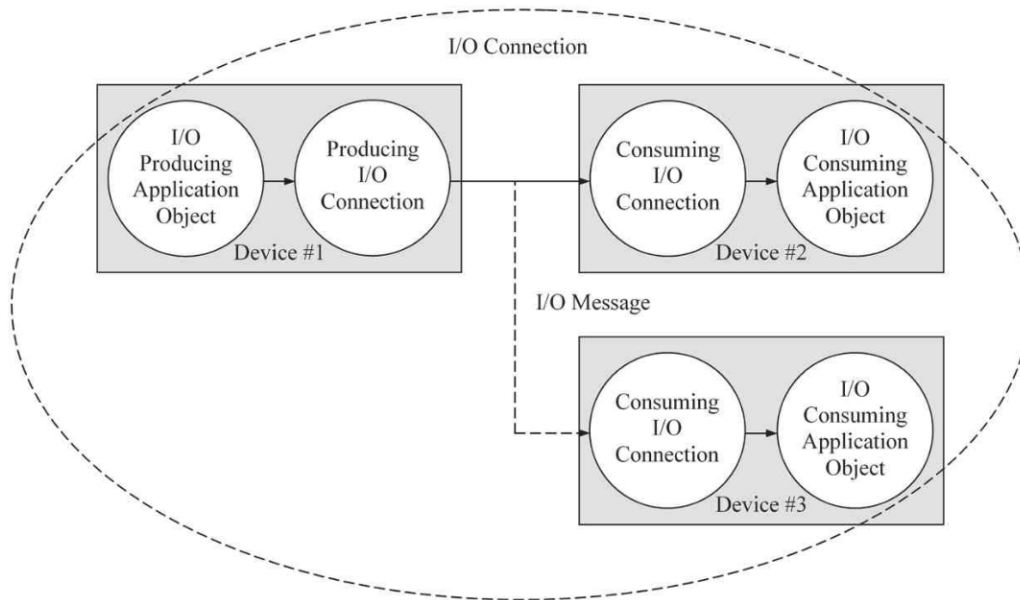 I/O Connection
I/O
Producing
Application
Object
Producing
I/O
Connection
Device #1
Consuming
I/O
Connection
I/O
Consuming
Application
Object
Device #2
I/O Message
Consuming
I/O
Connection
I/O
Consuming
Application
Object
Device #3